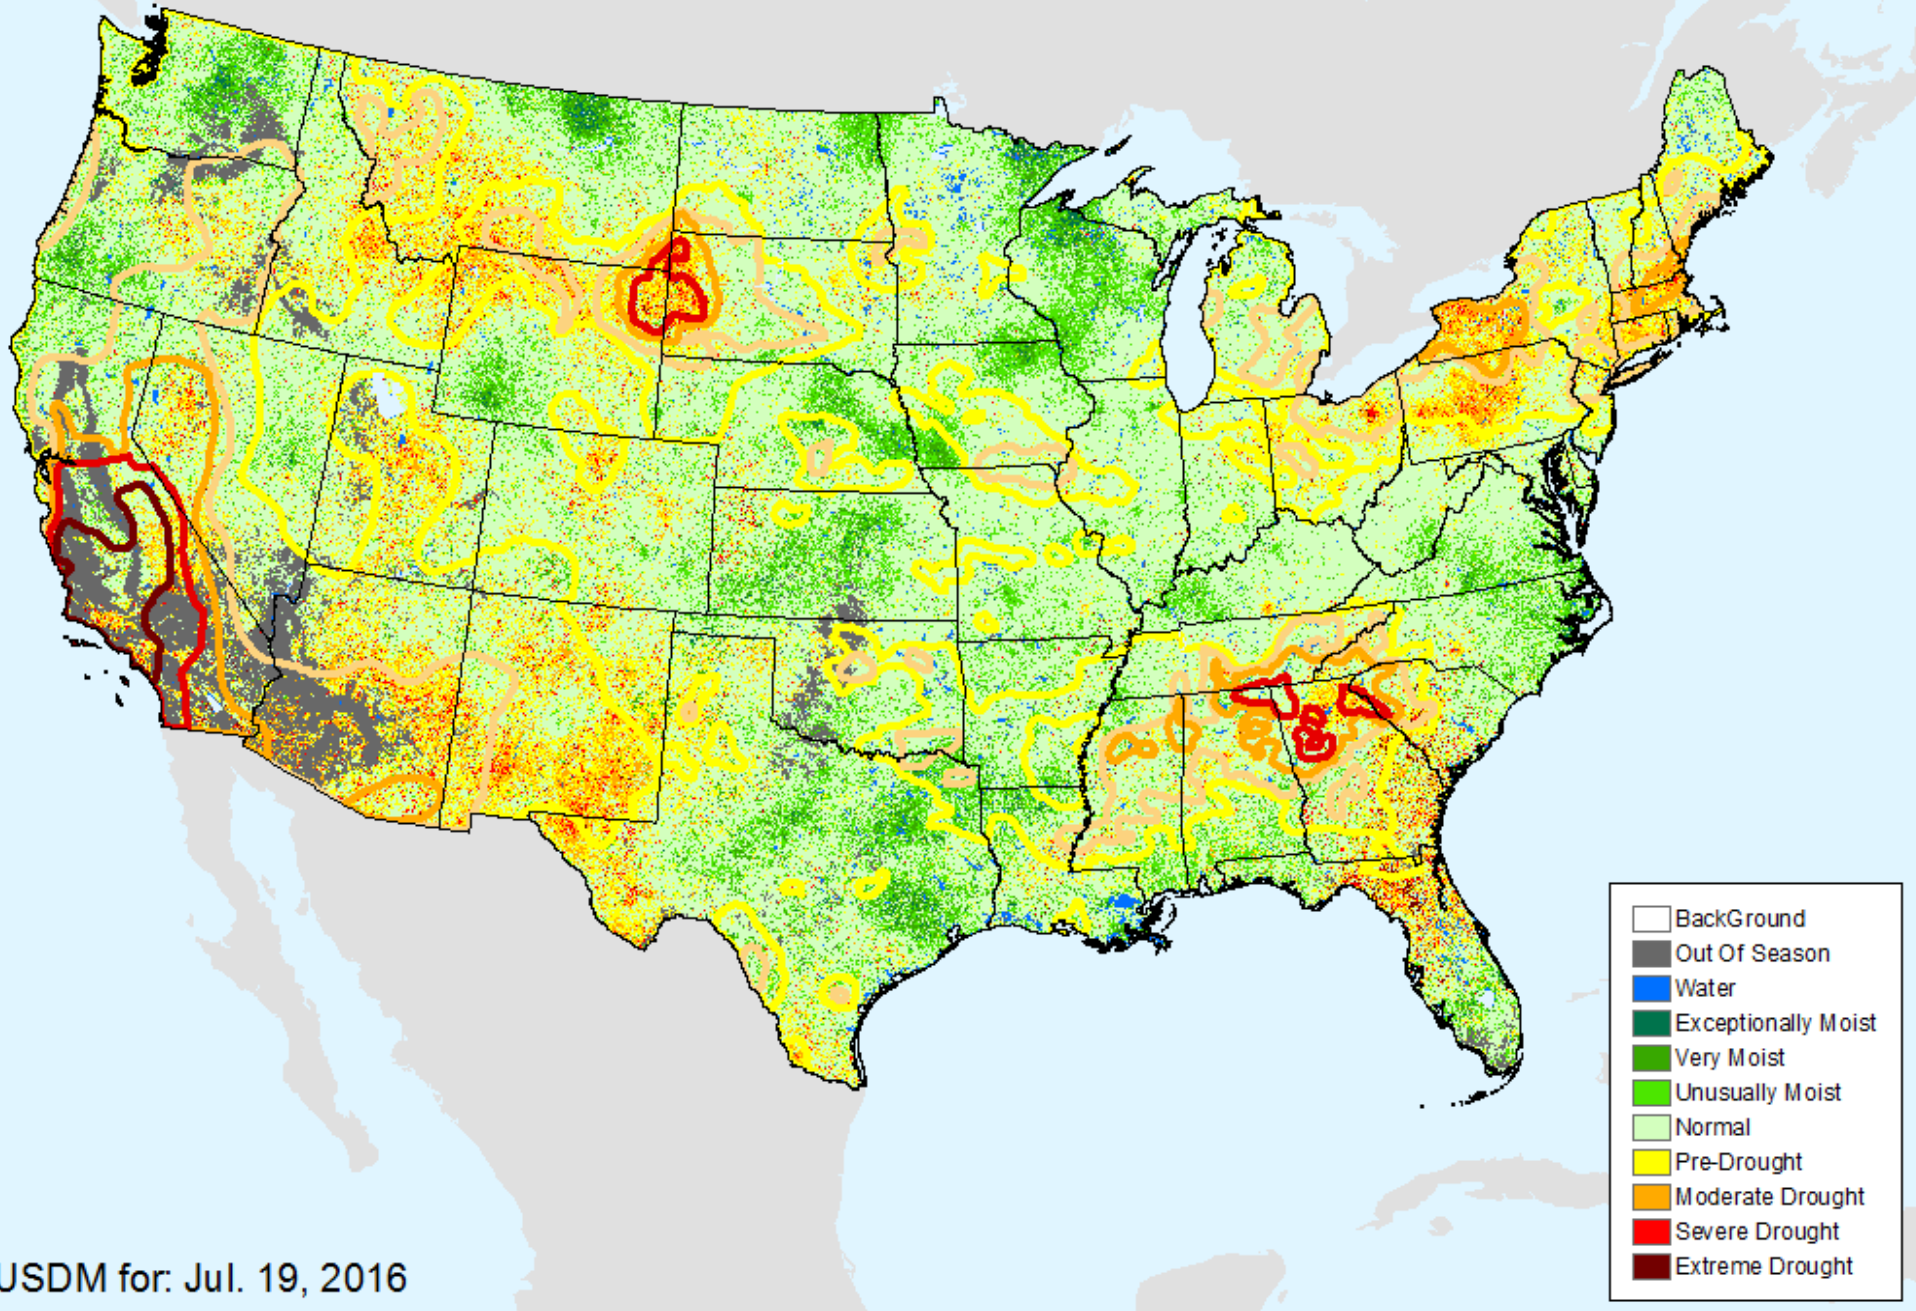 BackGround
Out Of Season
Water
Exceptionally Moist
Very Moist
Unusually Moist
Normal
Pre-Drought
Moderate Drought
Severe Drought
Extreme Drought
USDM for: Jul. 19, 2016